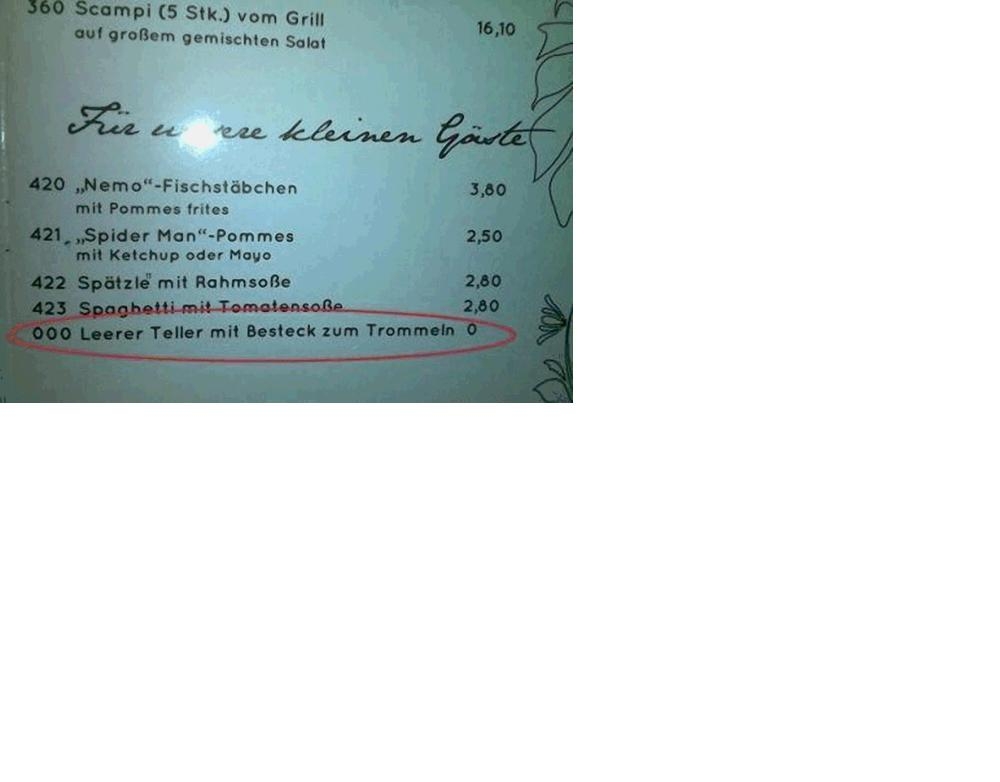 360 Scampi (5 Stk.) vom Grill 16,10
auf großem gemischten Salat
Für kleinen Gäste
420 „Nemo“-Fischstäbchen 3,80
mit Pommes frites
421 „Spider Man“-Pommes 2,50
mit Ketchup oder Mayo
422 Spätzle" mit Rahmsoße 2,80
423 Spaghetti mit Tomatensoße 2,80
000 Leerer Teller mit Besteck zum Trommeln 0